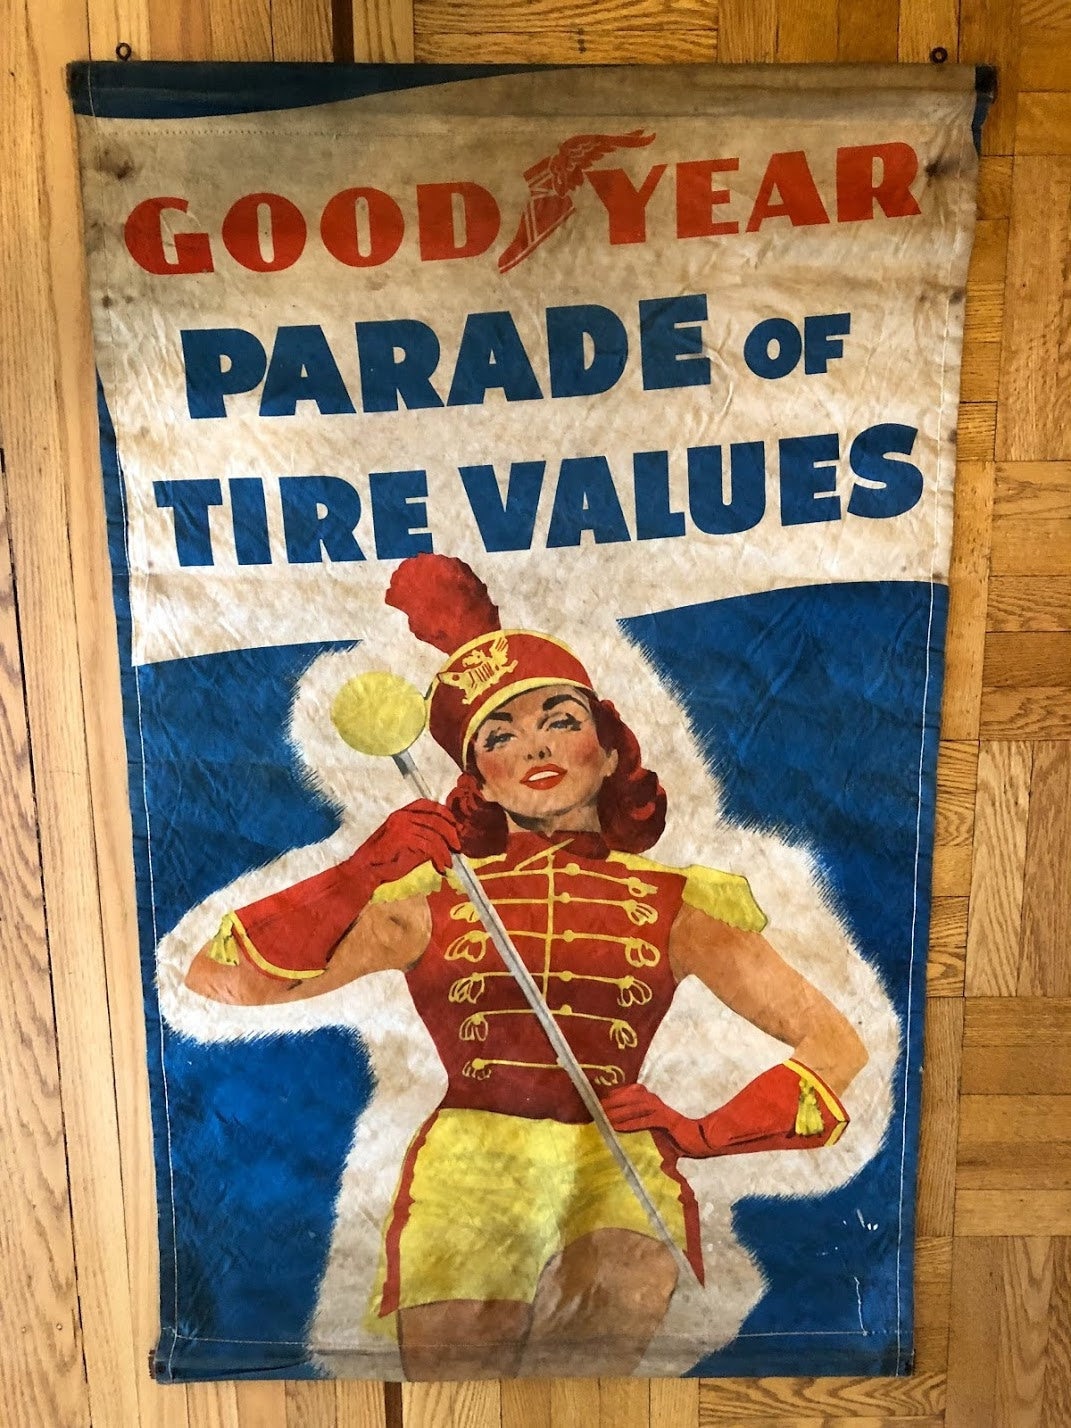 GOOD YEAR
PARADE OF
TIRE VALUES